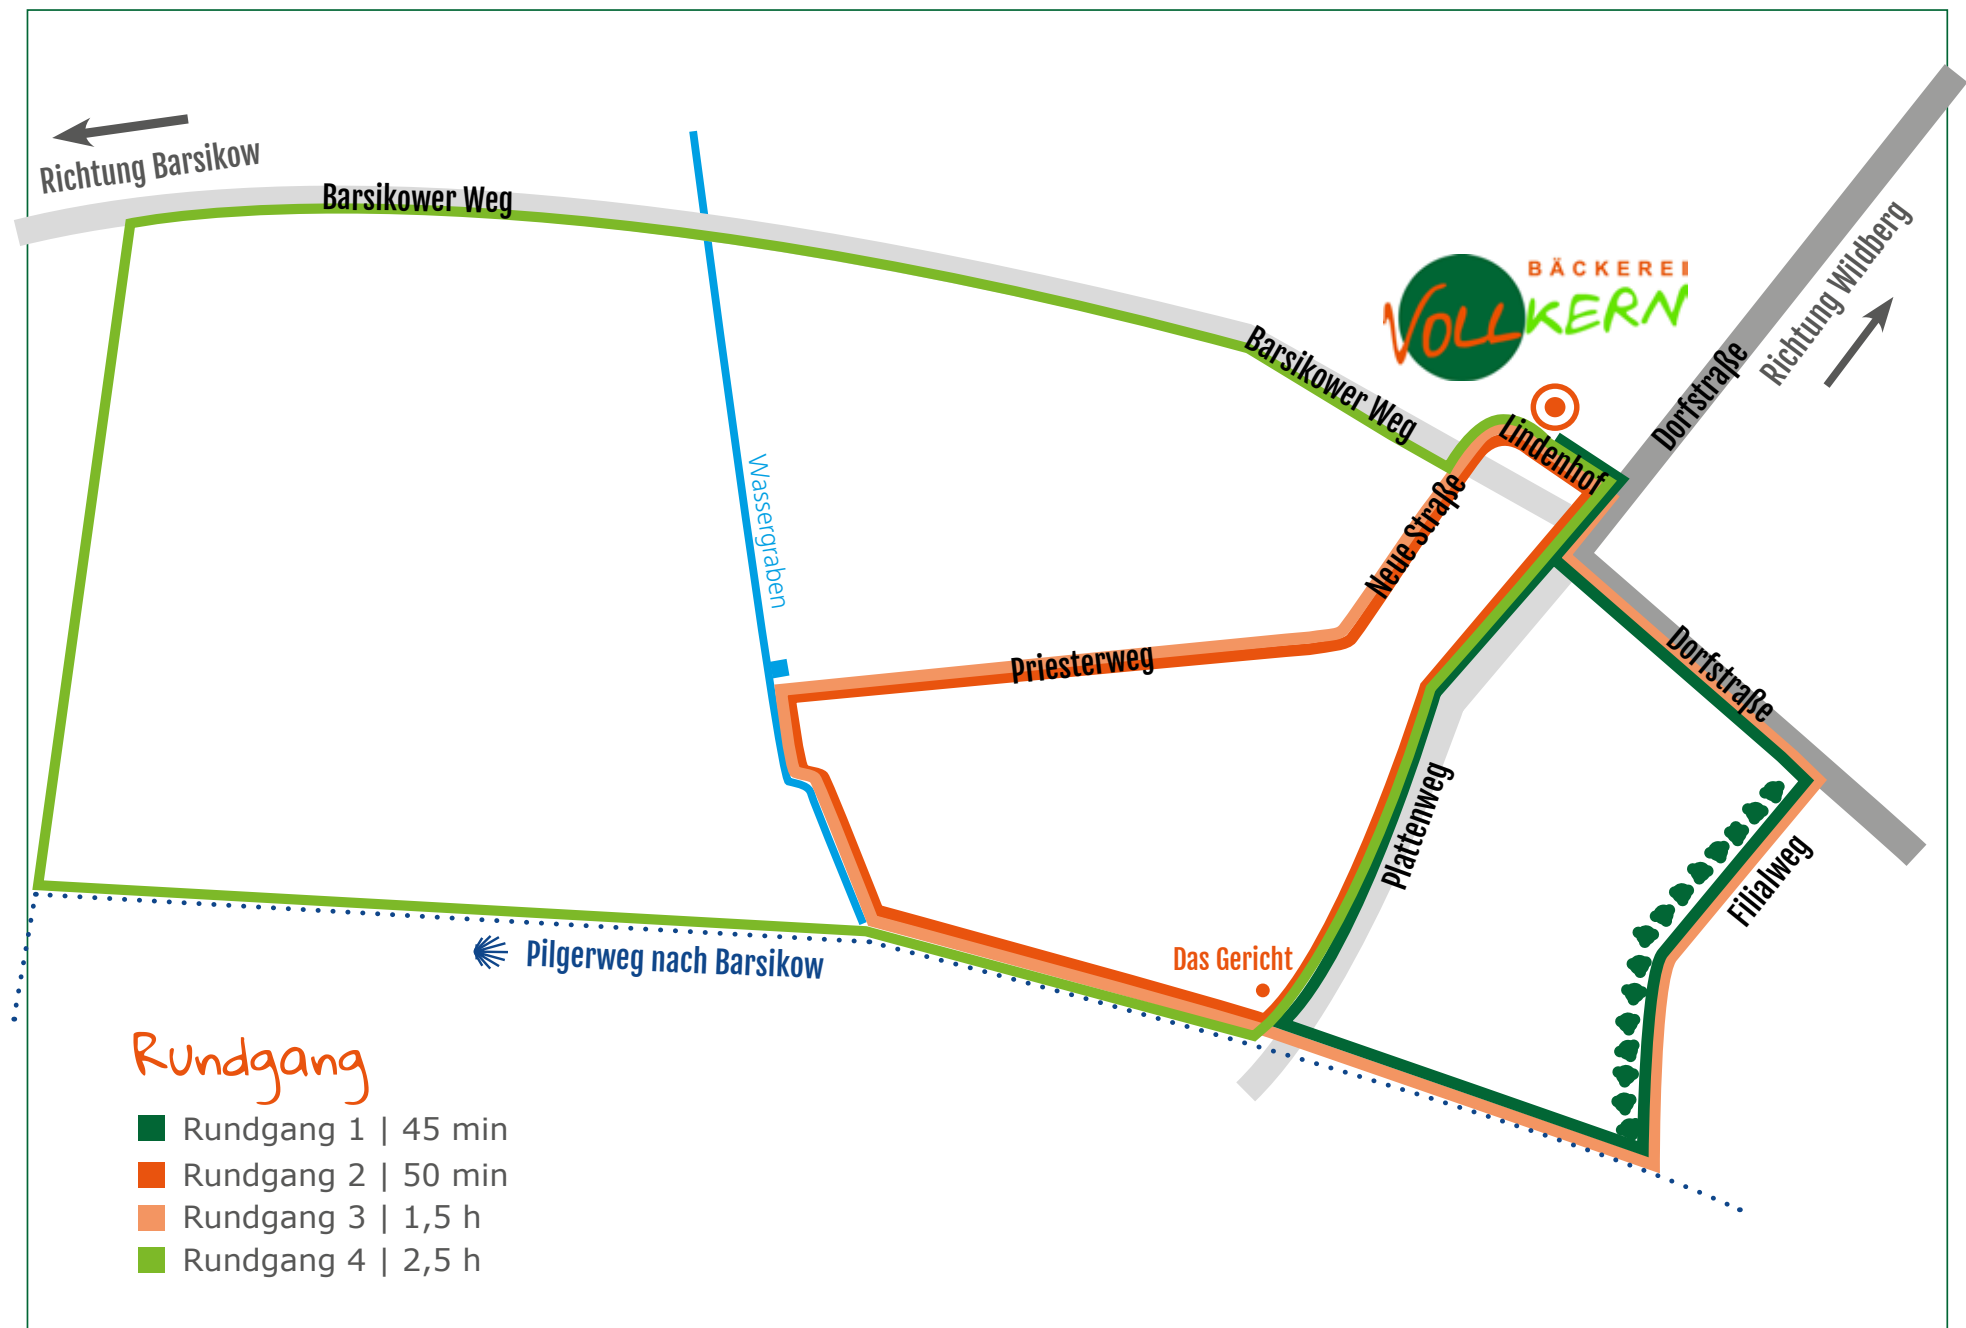 Richtung Barsikow
Barsikower Weg
BÄCKEREI
VOLLKERN
Richtung Wildberg
Dorfstraße
Barsikower Weg
Lindenhof
Neue Straße
Wassergraben
Priesterweg
Dorfstraße
Plattenweg
Filialweg
Das Gericht
Pilgerweg nach Barsikow
Rundgang
Rundgang 1 | 45 min
Rundgang 2 | 50 min
Rundgang 3 | 1,5 h
Rundgang 4 | 2,5 h